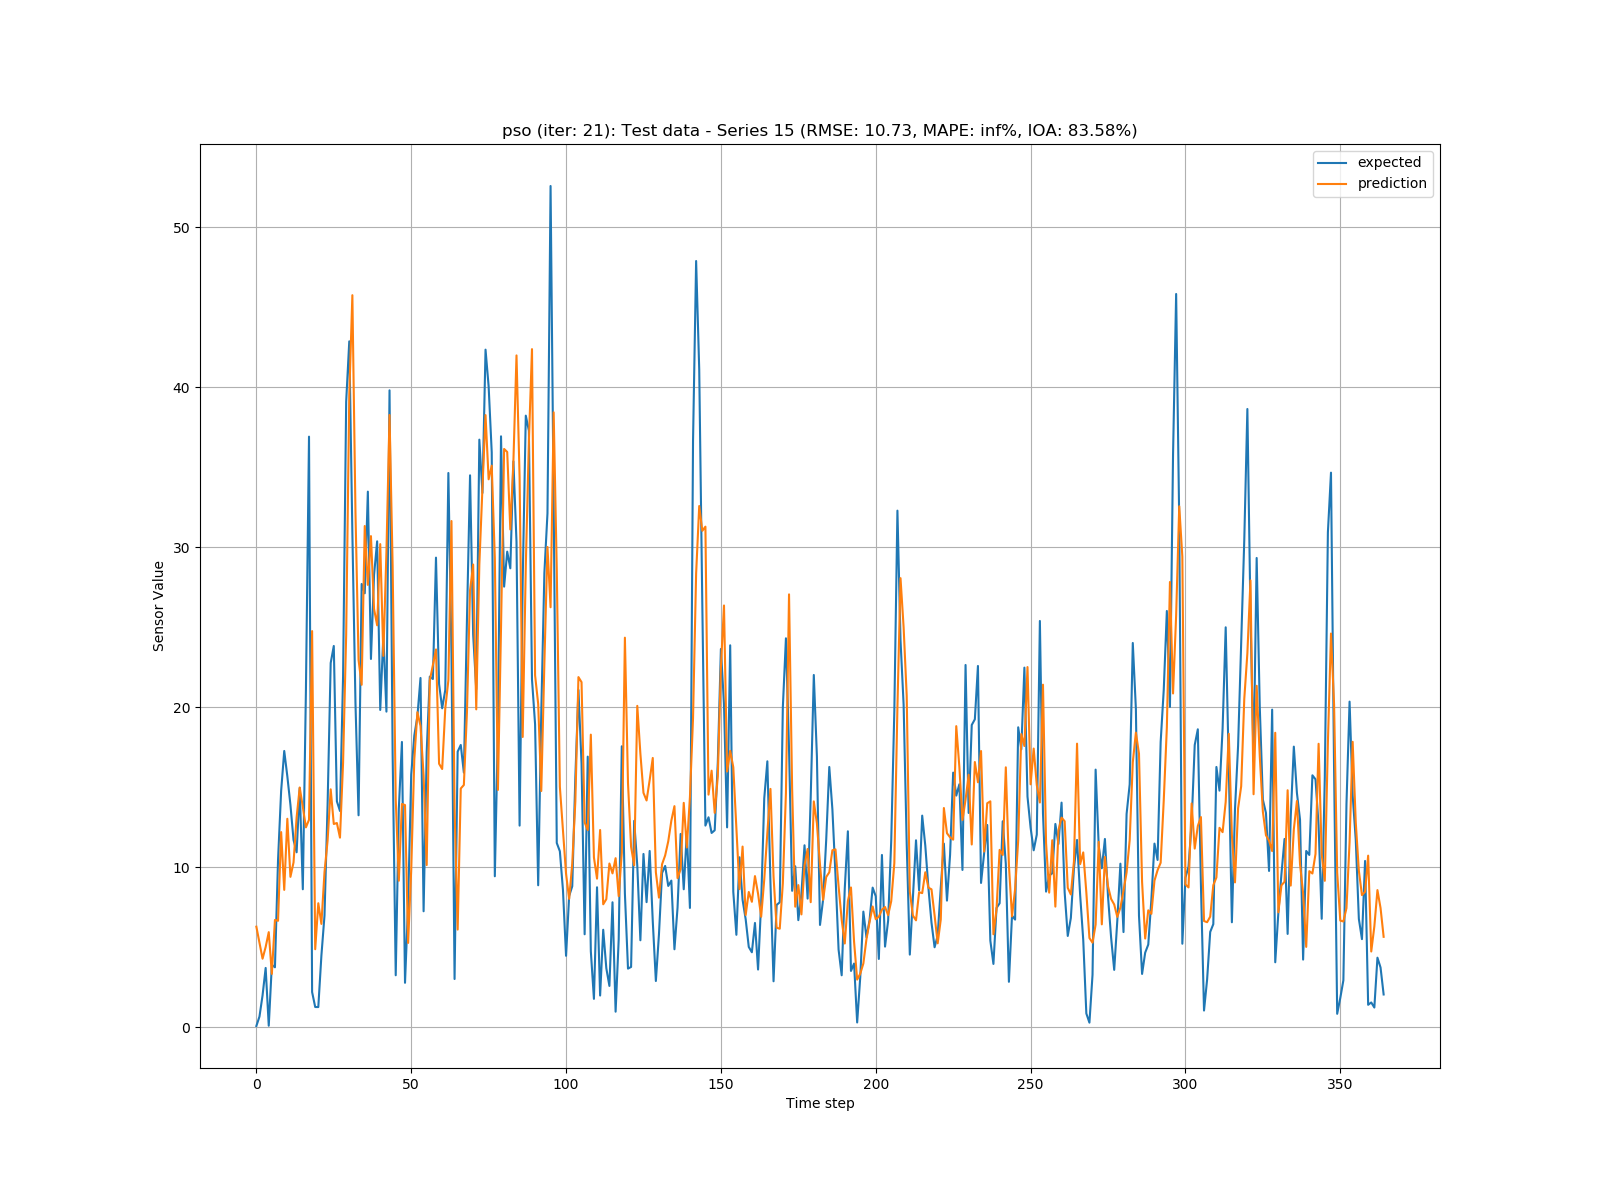 pso (iter: 21): Test data - Series 15 (RMSE: 10.73, MAPE: inf%, IOA: 83.58%)
expected
prediction
50
40
30
20
10
0
Sensor Value
0 50 100 150 200 250 300 350
Time step